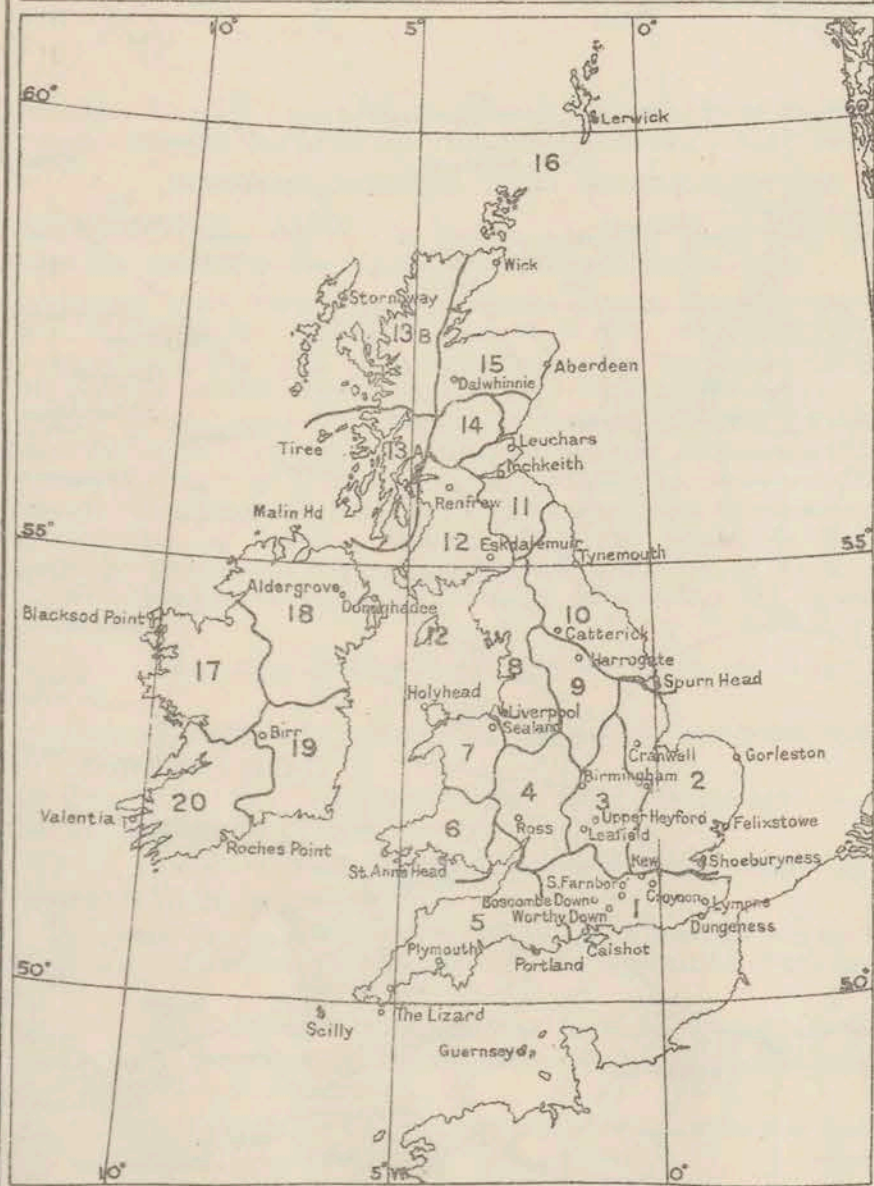 10° 5° 0°
60°
Lerwick
16
Wick
Stornoway
13 B
15
Dalwhinnie
Aberdeen
14
Leuchars
Tiree
13 A
Inchkeith
Renfrew
11
Malin Hd
12
Eskdalemuir
Tynemouth
55° 55°
Aldergrove
18
Donaghadee
Blacksod Point
10
Catterick
12
Harrogate
17
8
9
Spurn Head
Holyhead
Liverpool
Sealand
Birr
19
7
Cranwell
Gorleston
Birmingham
2
20
4
3
Upper Heyford
Valentia
Ross
Leafield
Felixstowe
6
Roches Point
Kew
Shoeburyness
St. Ann's Head
S. Farnboro
Croydon
Boscombe Down
1
Lympne
Worthy Down
Dungeness
5
Calshot
Plymouth
Portland
50° 50°
The Lizard
Scilly
Guernsey
10° 5° 0°